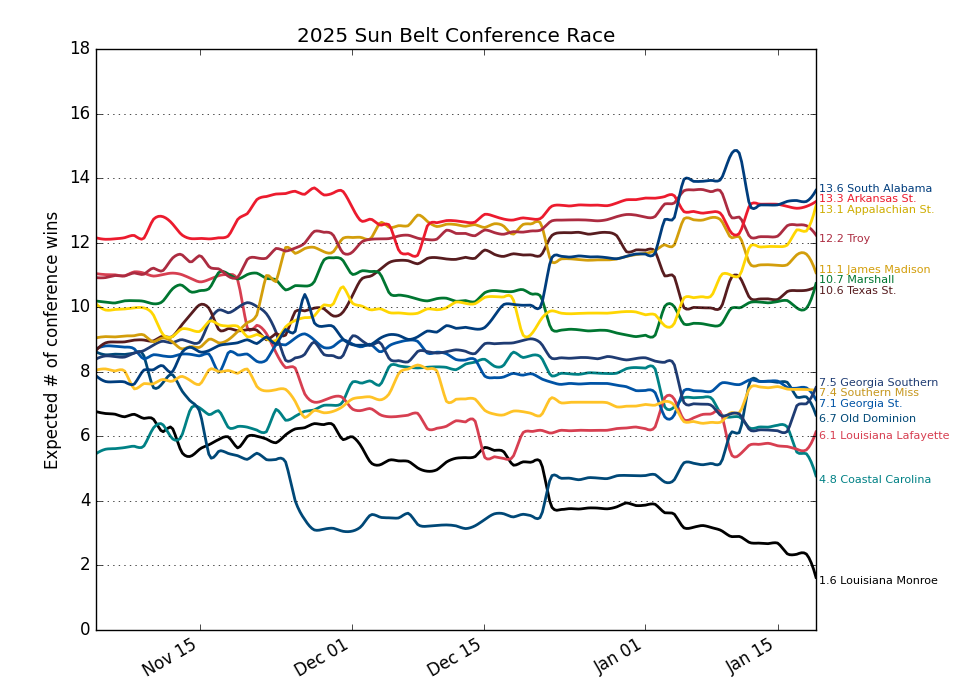 2025 Sun Belt Conference Race
Expected # of conference wins
18
16
14
12
10
8
6
4
2
0
Nov 15
Dec 01
Dec 15
Jan 01
Jan 15
13.6 South Alabama
13.3 Arkansas St.
13.1 Appalachian St.
12.2 Troy
11.1 James Madison
10.7 Marshall
10.6 Texas St.
7.5 Georgia Southern
7.4 Southern Miss
7.1 Georgia St.
6.7 Old Dominion
6.1 Louisiana Lafayette
4.8 Coastal Carolina
1.6 Louisiana Monroe